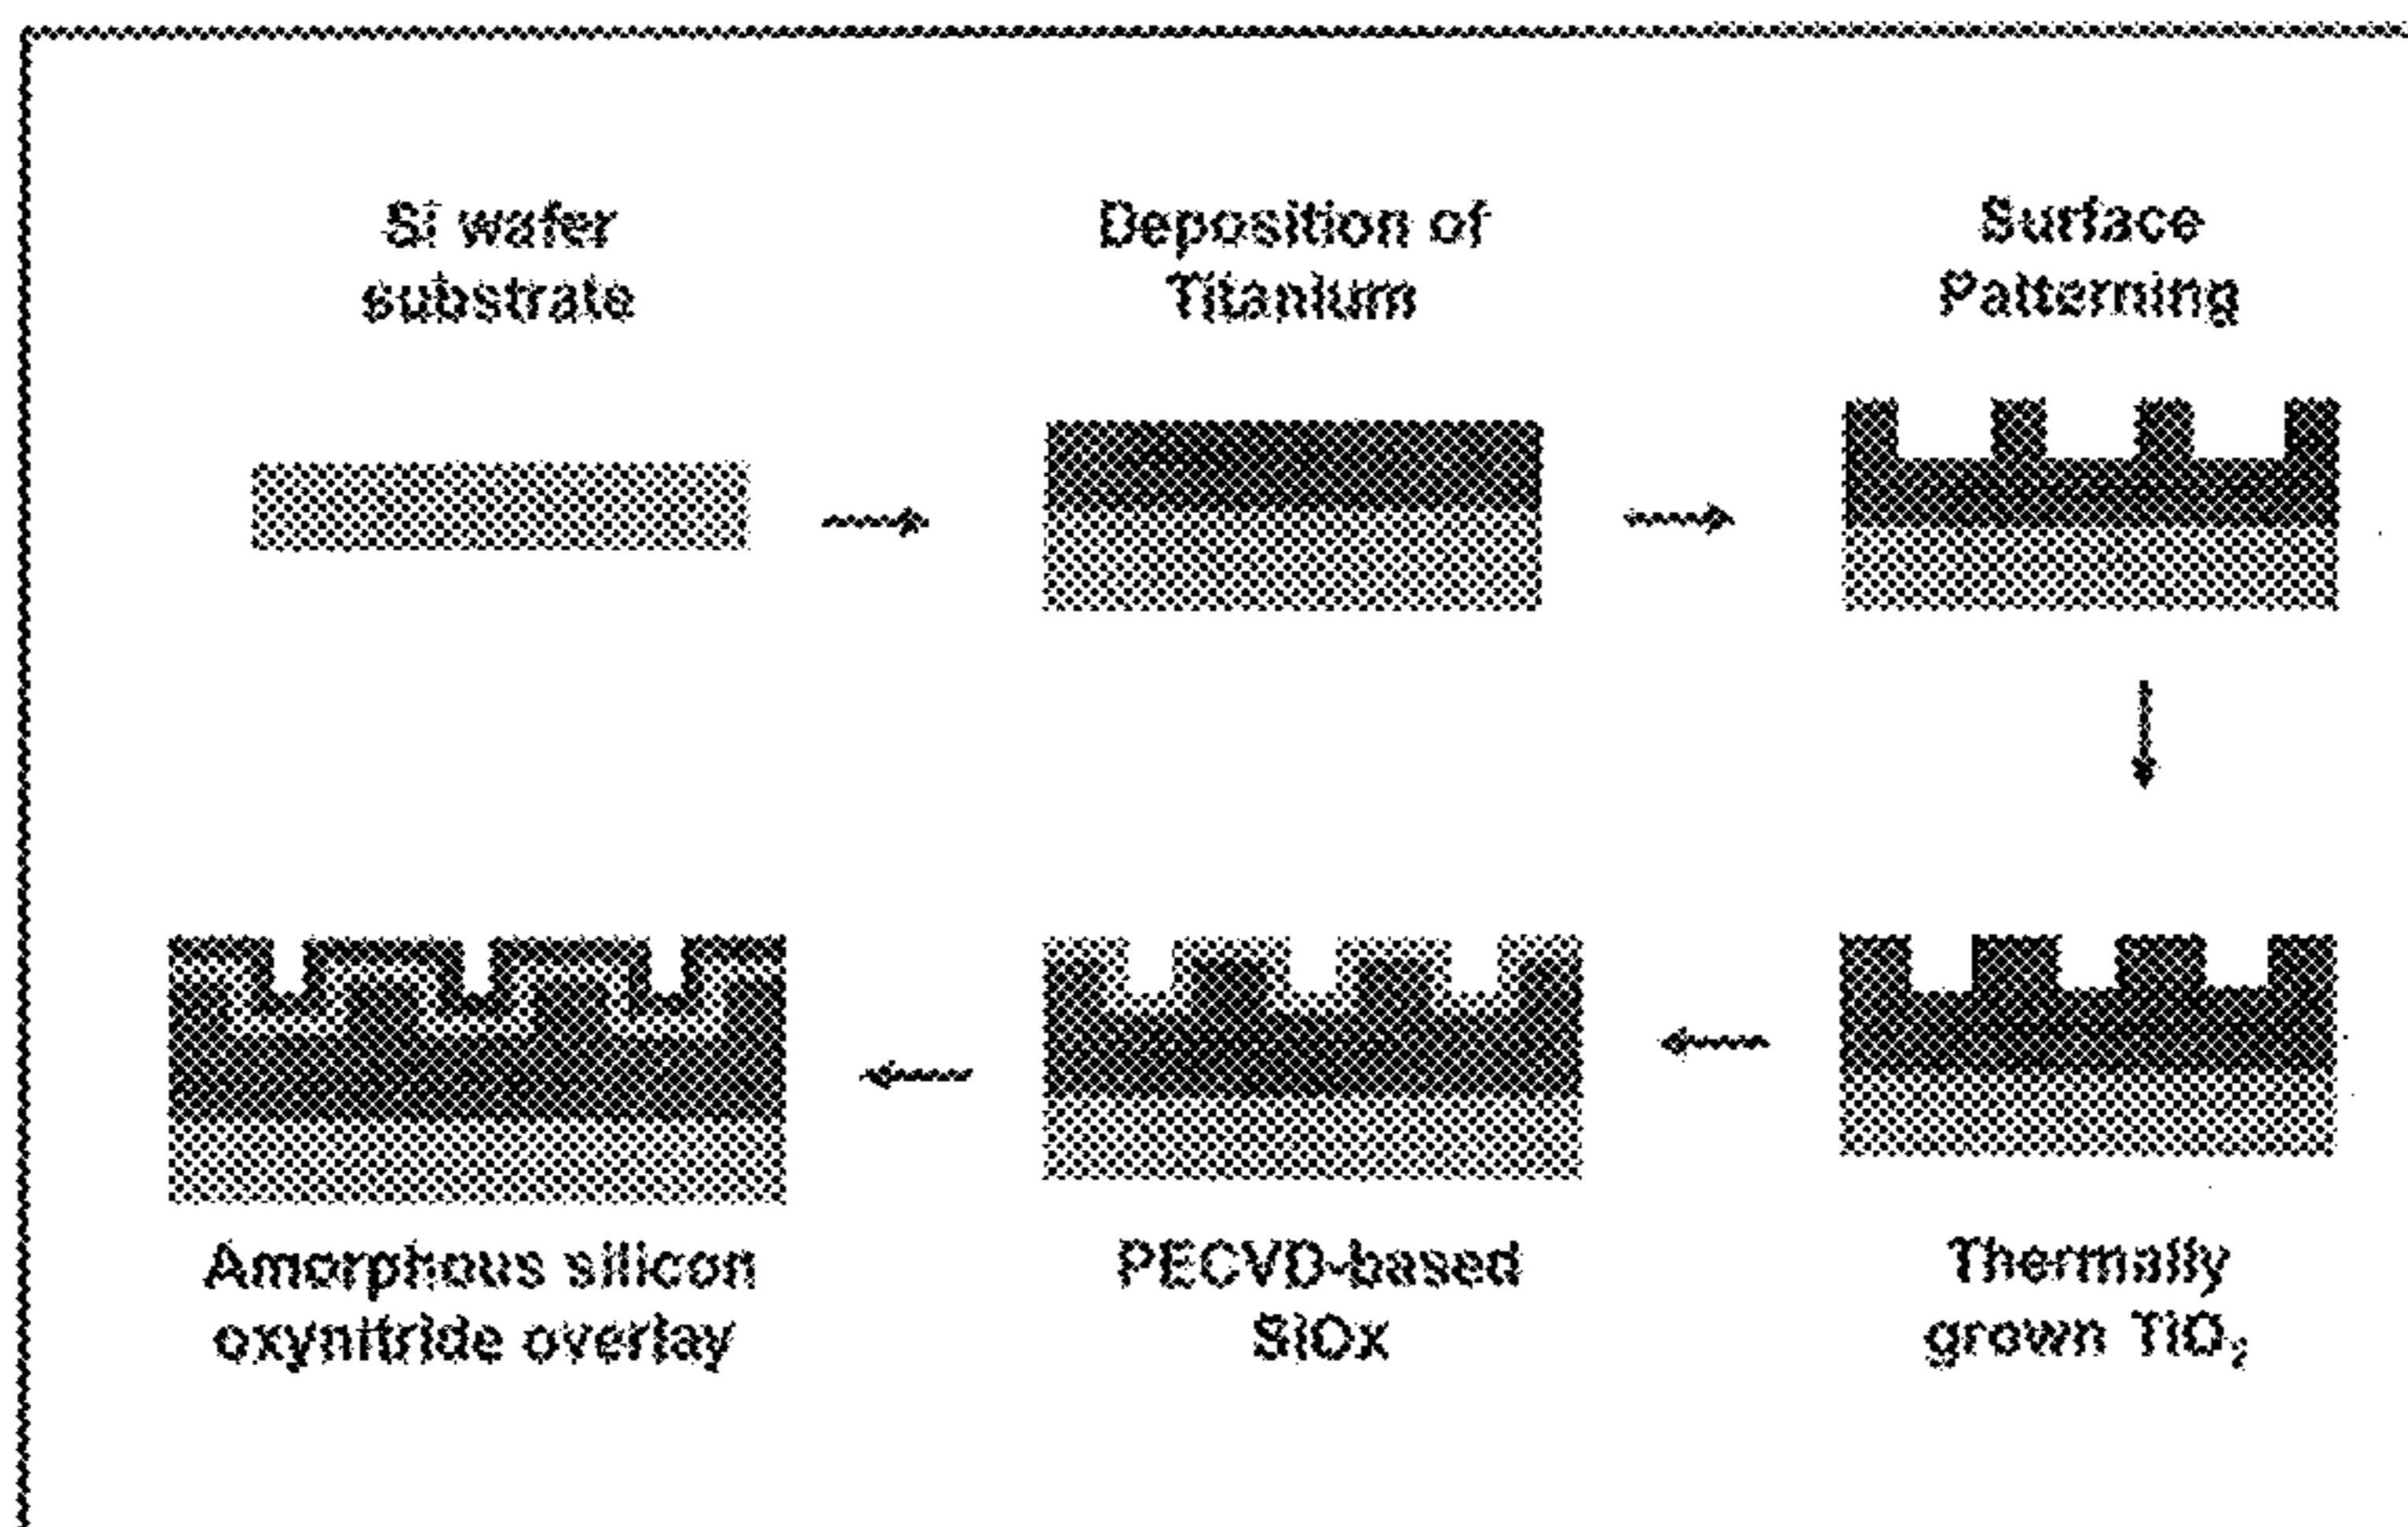 Si wafer
substrate
Deposition of
Titanium
Surface
Patterning
Amorphous silicon
oxynitride overlay
PECVD-based
SiOx
Thermally
grown TiO₂